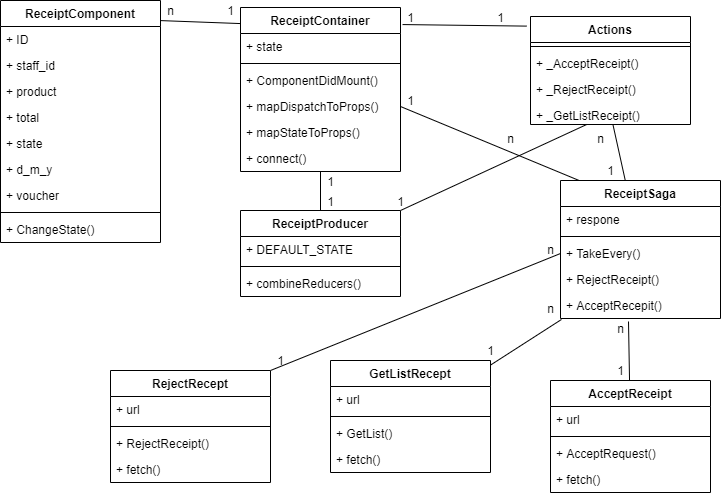 ReceiptComponent
+ ID
+ staff_id
+ product
+ total
+ state
+ d_m_y
+ voucher
+ ChangeState()
n
1
ReceiptContainer
+ state
+ ComponentDidMount()
+ mapDispatchToProps()
+ mapStateToProps()
+ connect()
1
1
Actions
+ _AcceptReceipt()
+ _RejectReceipt()
+ _GetListReceipt()
1
n
n
1
1
1
1
ReceiptProducer
+ DEFAULT_STATE
+ combineReducers()
ReceiptSaga
+ respone
+ TakeEvery()
+ RejectReceipt()
+ AcceptRecepit()
n
1
n
1
n
1
RejectRecept
+ url
+ RejectReceipt()
+ fetch()
GetListRecept
+ url
+ GetList()
+ fetch()
AcceptReceipt
+ url
+ AcceptRequest()
+ fetch()